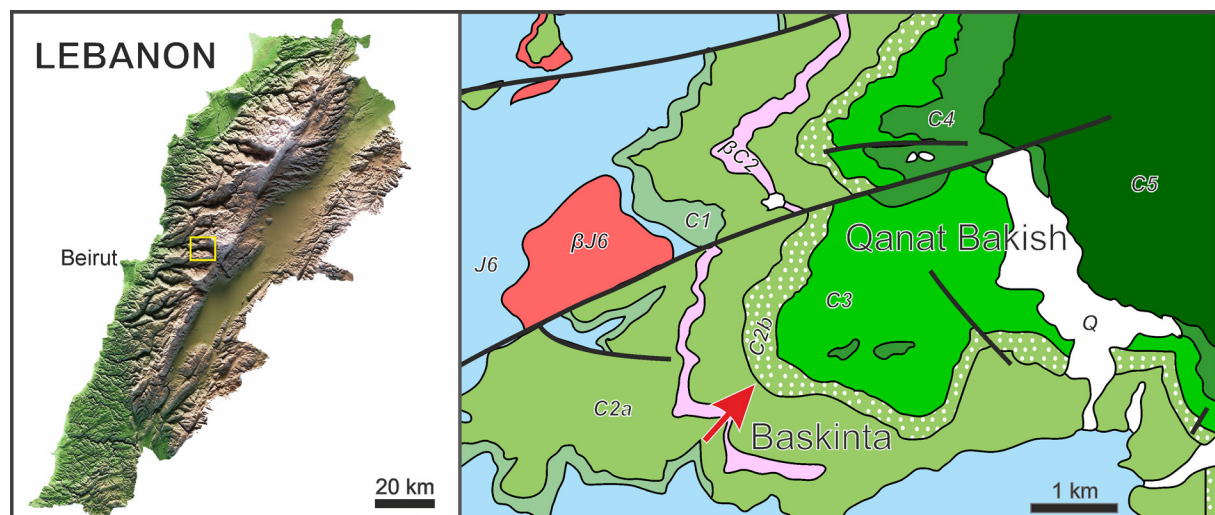 LEBANON
Beirut
20 km
C4
βC2
C5
C1
Qanat Bakish
βJ6
J6
C3
Q
C2b
C2a
Baskinta
1 km